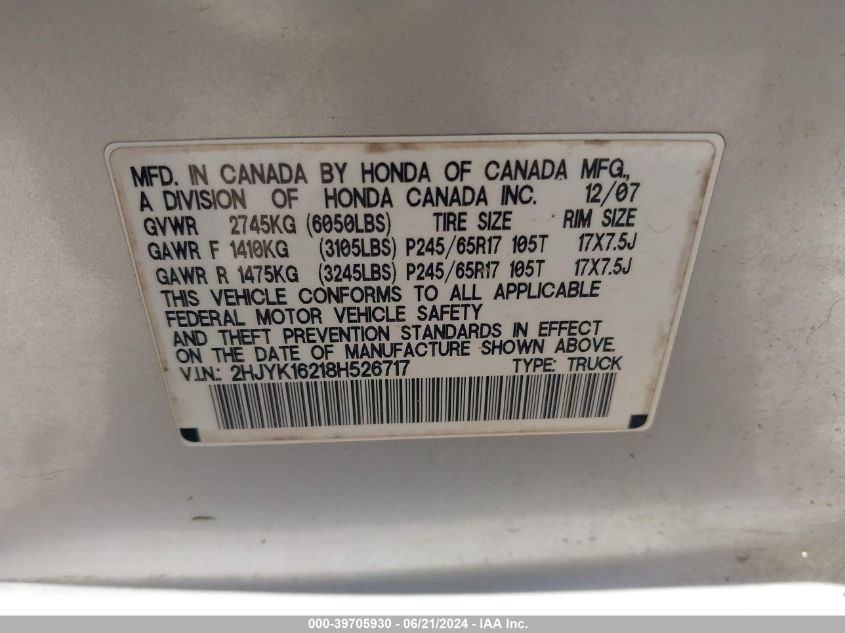 MFD. IN CANADA BY HONDA OF CANADA MFG.,
A DIVISION OF HONDA CANADA INC. 12/07
GVWR 2745KG (6050LBS) TIRE SIZE RIM SIZE
GAWR F 1410KG (3105LBS) P245/65R17 105T 17X7.5J
GAWR R 1475KG (3245LBS) P245/65R17 105T 17X7.5J
THIS VEHICLE CONFORMS TO ALL APPLICABLE
FEDERAL MOTOR VEHICLE SAFETY
AND THEFT PREVENTION STANDARDS IN EFFECT
ON THE DATE OF MANUFACTURE SHOWN ABOVE.
V.I.N.: 2HJYK16218H526717 TYPE: TRUCK
000-39705930 - 06/21/2024 - IAA Inc.